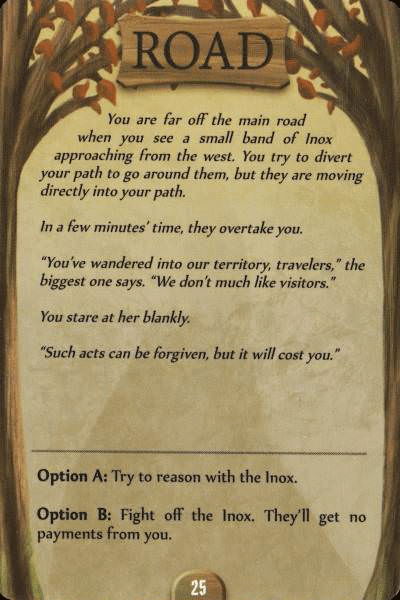 ROAD
You are far off the main road
when you see a small band of Inox
approaching from the west. You try to divert
your path to go around them, but they are moving
directly into your path.
In a few minutes' time, they overtake you.
"You've wandered into our territory, travelers," the
biggest one says. "We don't much like visitors."
You stare at her blankly.
"Such acts can be forgiven, but it will cost you."
Option A: Try to reason with the Inox.
Option B: Fight off the Inox. They'll get no
payments from you.
25